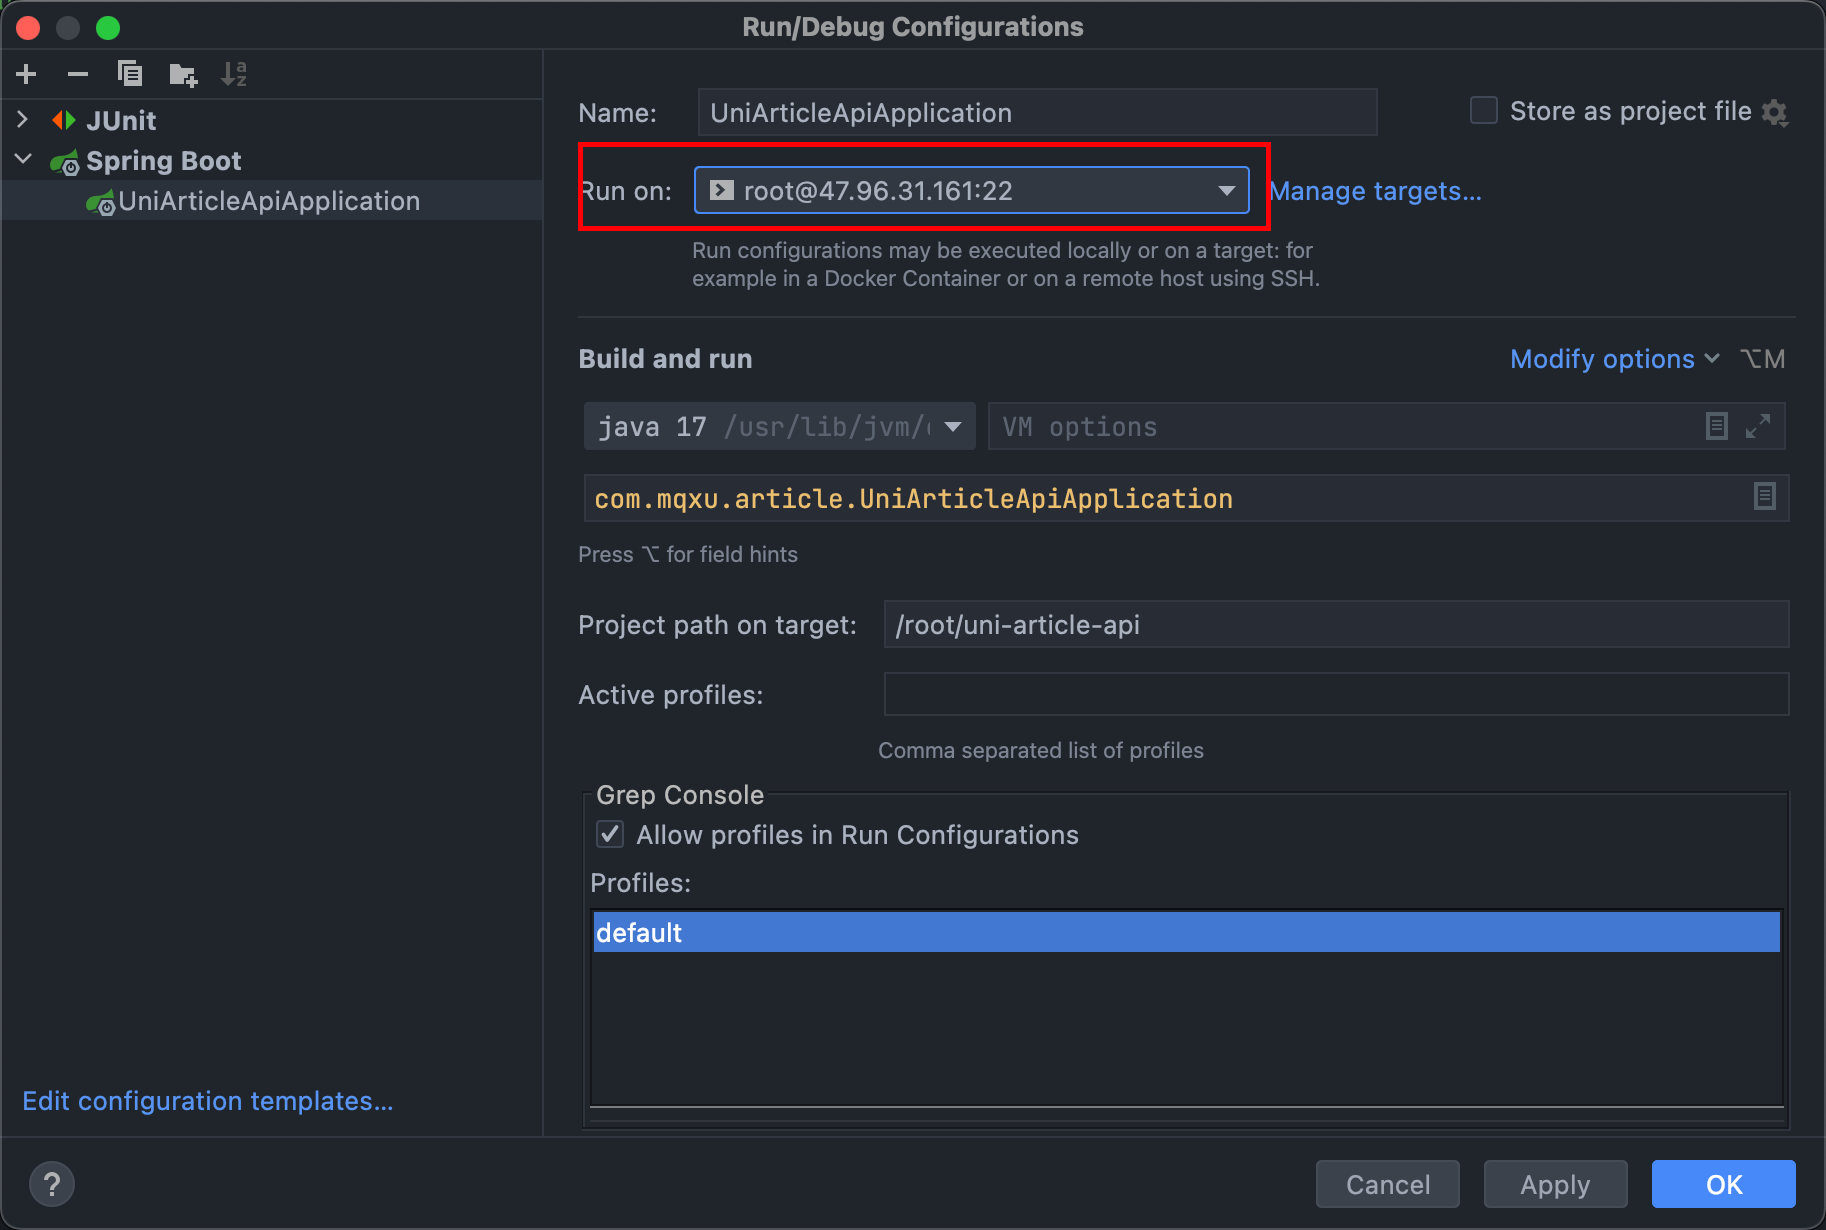 Run/Debug Configurations
JUnit
Spring Boot
UniArticleApiApplication
Edit configuration templates...
Name:
UniArticleApiApplication
Store as project file
Run on:
root@47.96.31.161:22
Manage targets...
Run configurations may be executed locally or on a target: for
example in a Docker Container or on a remote host using SSH.
Build and run
Modify options
⌥M
java 17 /usr/lib/jvm/
VM options
com.mqxu.article.UniArticleApiApplication
Press ⌥ for field hints
Project path on target:
/root/uni-article-api
Active profiles:
Comma separated list of profiles
Grep Console
Allow profiles in Run Configurations
Profiles:
default
?
Cancel
Apply
OK